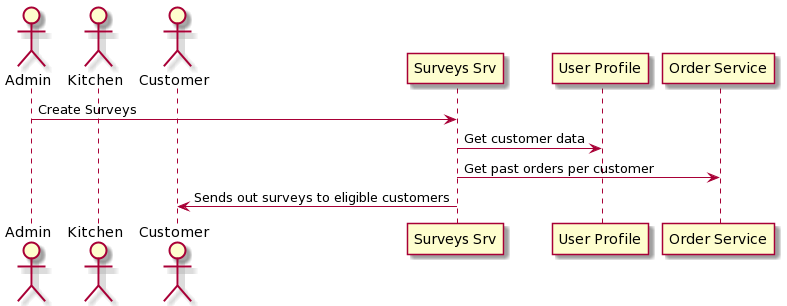 Admin
Kitchen
Customer
Surveys Srv
User Profile
Order Service
Create Surveys
Get customer data
Get past orders per customer
Sends out surveys to eligible customers
Admin
Kitchen
Customer
Surveys Srv
User Profile
Order Service